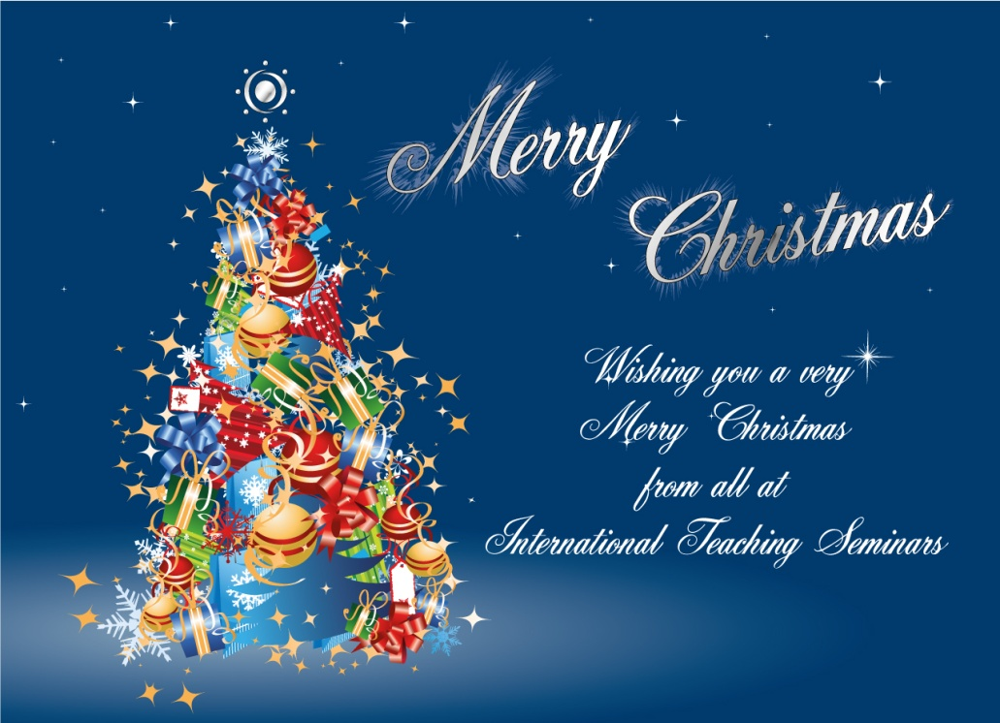 Merry
Christmas
Wishing you a very
Merry Christmas
from all at
International Teaching Seminars